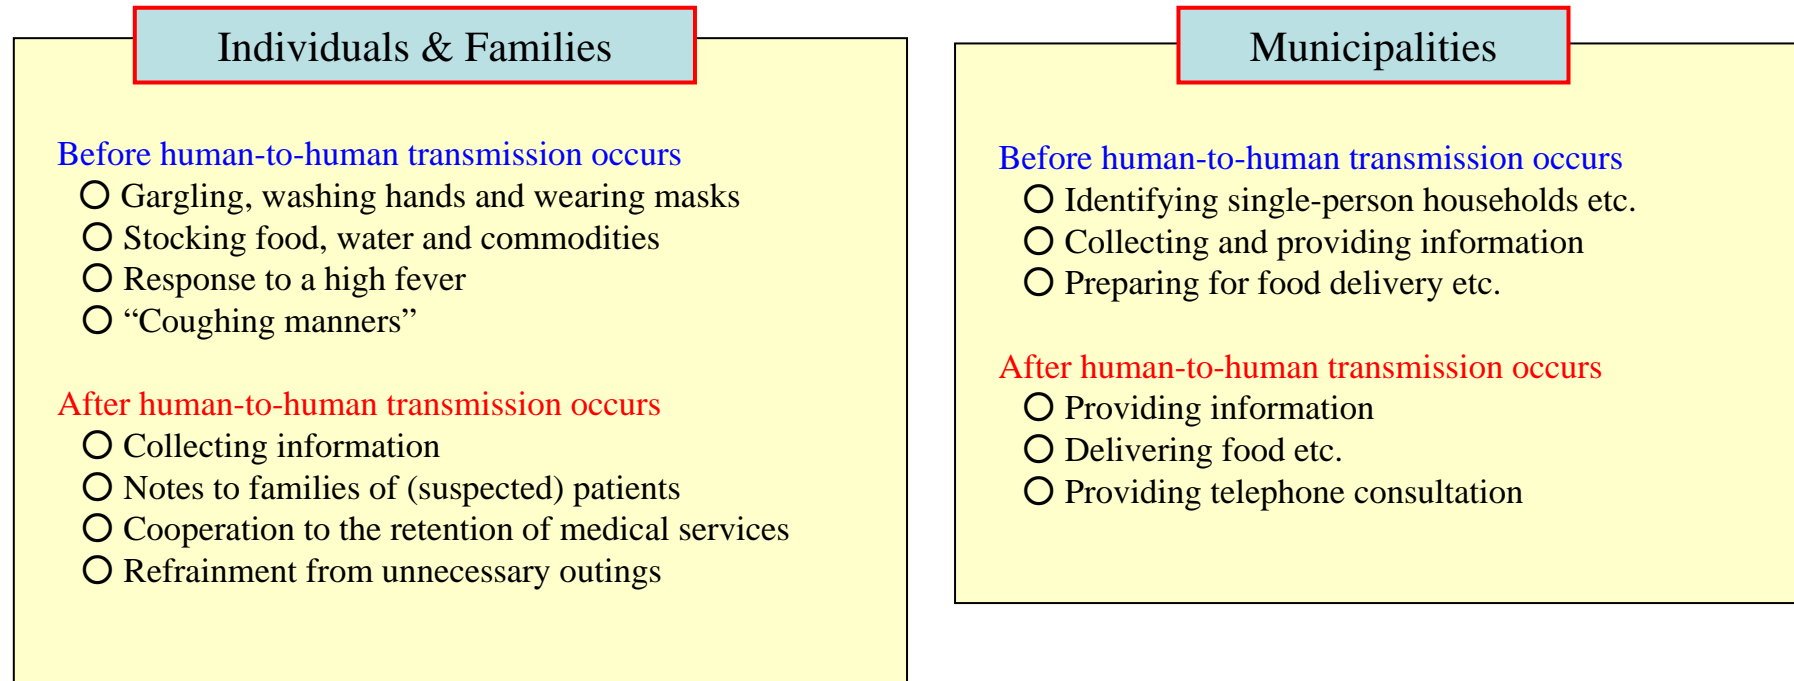 Individuals & Families
Before human-to-human transmission occurs
○ Gargling, washing hands and wearing masks
○ Stocking food, water and commodities
○ Response to a high fever
○ “Coughing manners”
After human-to-human transmission occurs
○ Collecting information
○ Notes to families of (suspected) patients
○ Cooperation to the retention of medical services
○ Refrainment from unnecessary outings
Municipalities
Before human-to-human transmission occurs
○ Identifying single-person households etc.
○ Collecting and providing information
○ Preparing for food delivery etc.
After human-to-human transmission occurs
○ Providing information
○ Delivering food etc.
○ Providing telephone consultation